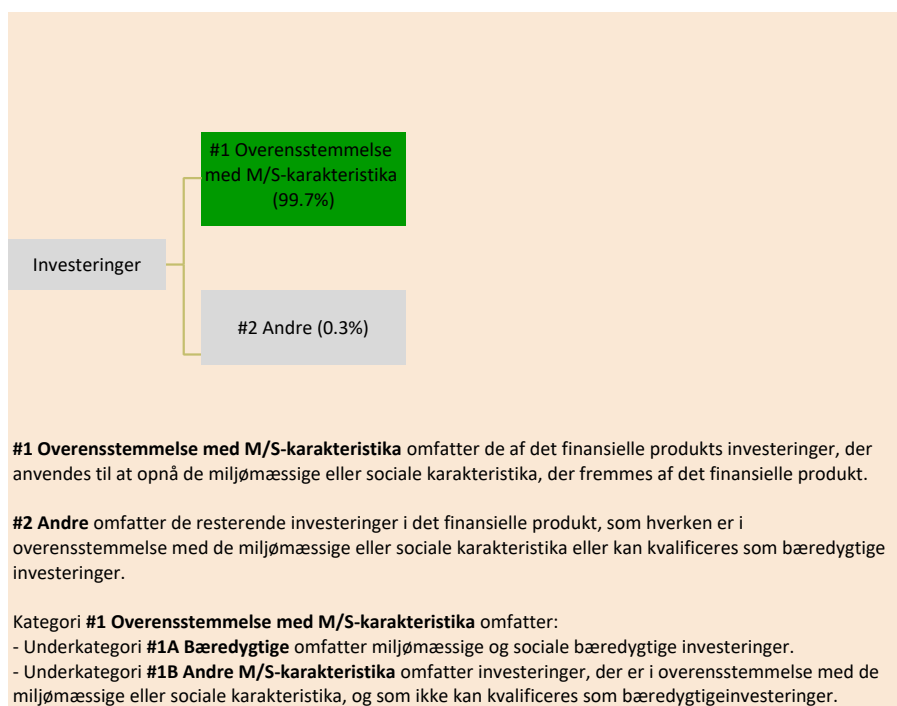 #1 Overensstemmelse
med M/S-karakteristika
(99.7%)
Investeringer
#2 Andre (0.3%)
#1 Overensstemmelse med M/S-karakteristika omfatter de af det finansielle produkts investeringer, der
anvendes til at opnå de miljømæssige eller sociale karakteristika, der fremmes af det finansielle produkt.
#2 Andre omfatter de resterende investeringer i det finansielle produkt, som hverken er i
overensstemmelse med de miljømæssige eller sociale karakteristika eller kan kvalificeres som bæredygtige
investeringer.
Kategori #1 Overensstemmelse med M/S-karakteristika omfatter:
- Underkategori #1A Bæredygtige omfatter miljømæssige og sociale bæredygtige investeringer.
- Underkategori #1B Andre M/S-karakteristika omfatter investeringer, der er i overensstemmelse med de
miljømæssige eller sociale karakteristika, og som ikke kan kvalificeres som bæredygtigeinvesteringer.